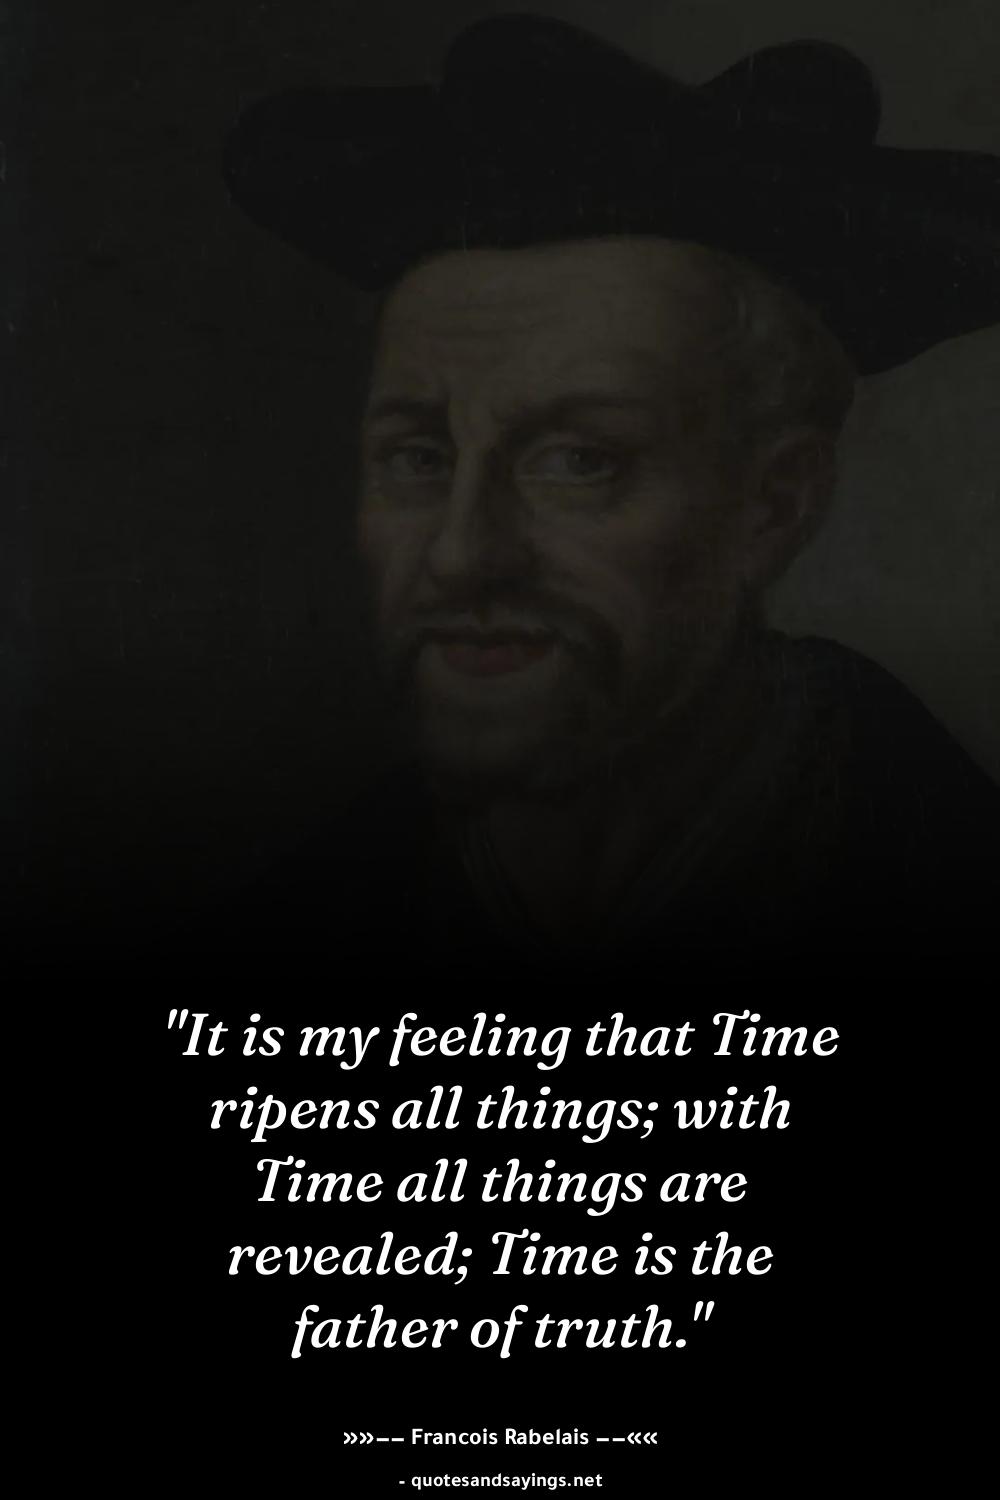 "It is my feeling that Time
ripens all things; with
Time all things are
revealed; Time is the
father of truth."
»»−− Francois Rabelais −−««
- quotesandsayings.net